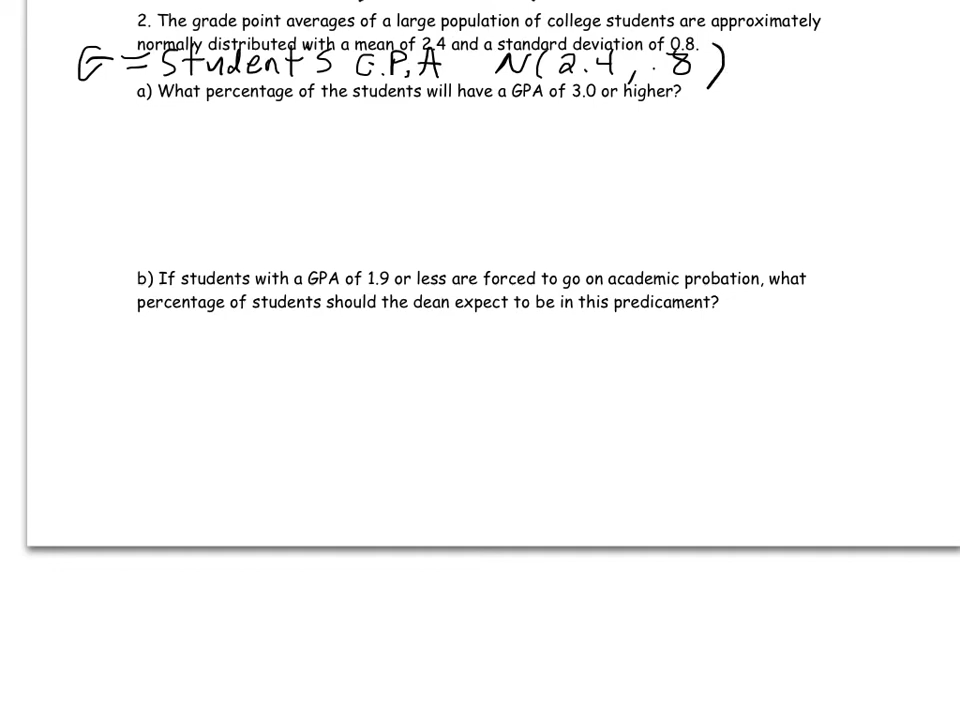 2. The grade point averages of a large population of college students are approximately
normally distributed with a mean of 2.4 and a standard deviation of 0.8.
G = Students G.P.A N(2.4, .8)
a) What percentage of the students will have a GPA of 3.0 or higher?
b) If students with a GPA of 1.9 or less are forced to go on academic probation, what
percentage of students should the dean expect to be in this predicament?